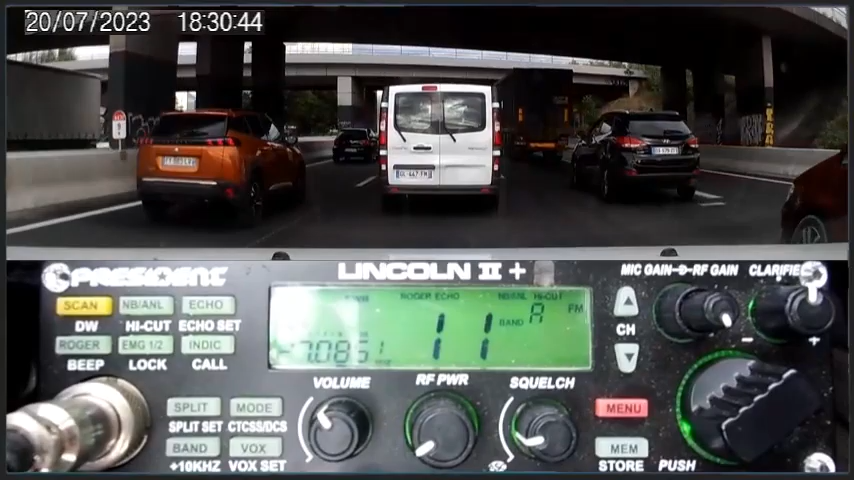 20/07/2023 18:30:44
PRESIDENT
LINCOLN II +
MIC GAIN RF GAIN CLARIFIER
SCAN NB/ANL ECHO
DW HI-CUT ECHO SET
ROGER EMG 1/2 INDIC
BEEP LOCK CALL
ROGER ECHO NB/ANL HI-CUT
11 11 BAND A FM
CH
- +
VOLUME RF PWR SQUELCH
SPLIT MODE
SPLIT SET CTCSS/DCS
BAND VOX
+10KHZ VOX SET
MENU
MEM
STORE PUSH